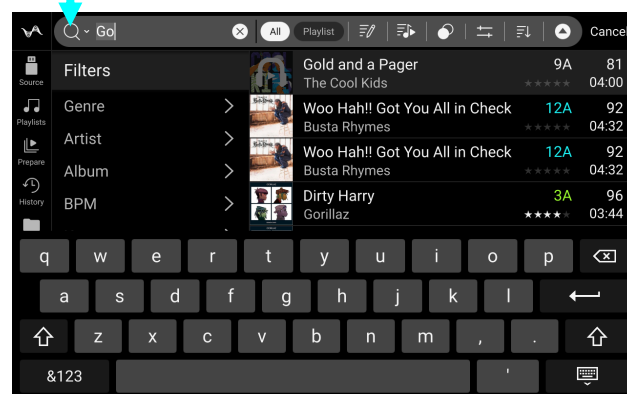 Go
All
Playlist
Cancel
Source
Playlists
Prepare
History
Filters
Genre
Artist
Album
BPM
Gold and a Pager 9A 81
The Cool Kids 04:00
Woo Hah!! Got You All in Check 12A 92
Busta Rhymes 04:32
Woo Hah!! Got You All in Check 12A 92
Busta Rhymes 04:32
Dirty Harry 3A 96
Gorillaz 03:44
q w e r t y u i o p
a s d f g h j k l
z x c v b n m , .
&123 '